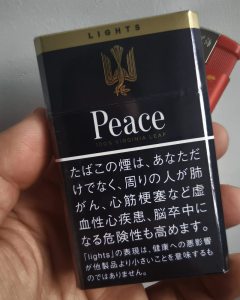 LIGHTS
Peace
100% VIRGINIA LEAF
たばこの煙は、あなただ
けでなく、周りの人が肺
がん、心筋梗塞など虚
血性心疾患、脳卒中に
なる危険性も高めます。
「lights」の表現は、健康への悪影響
が他製品より小さいことを意味するも
のではありません。